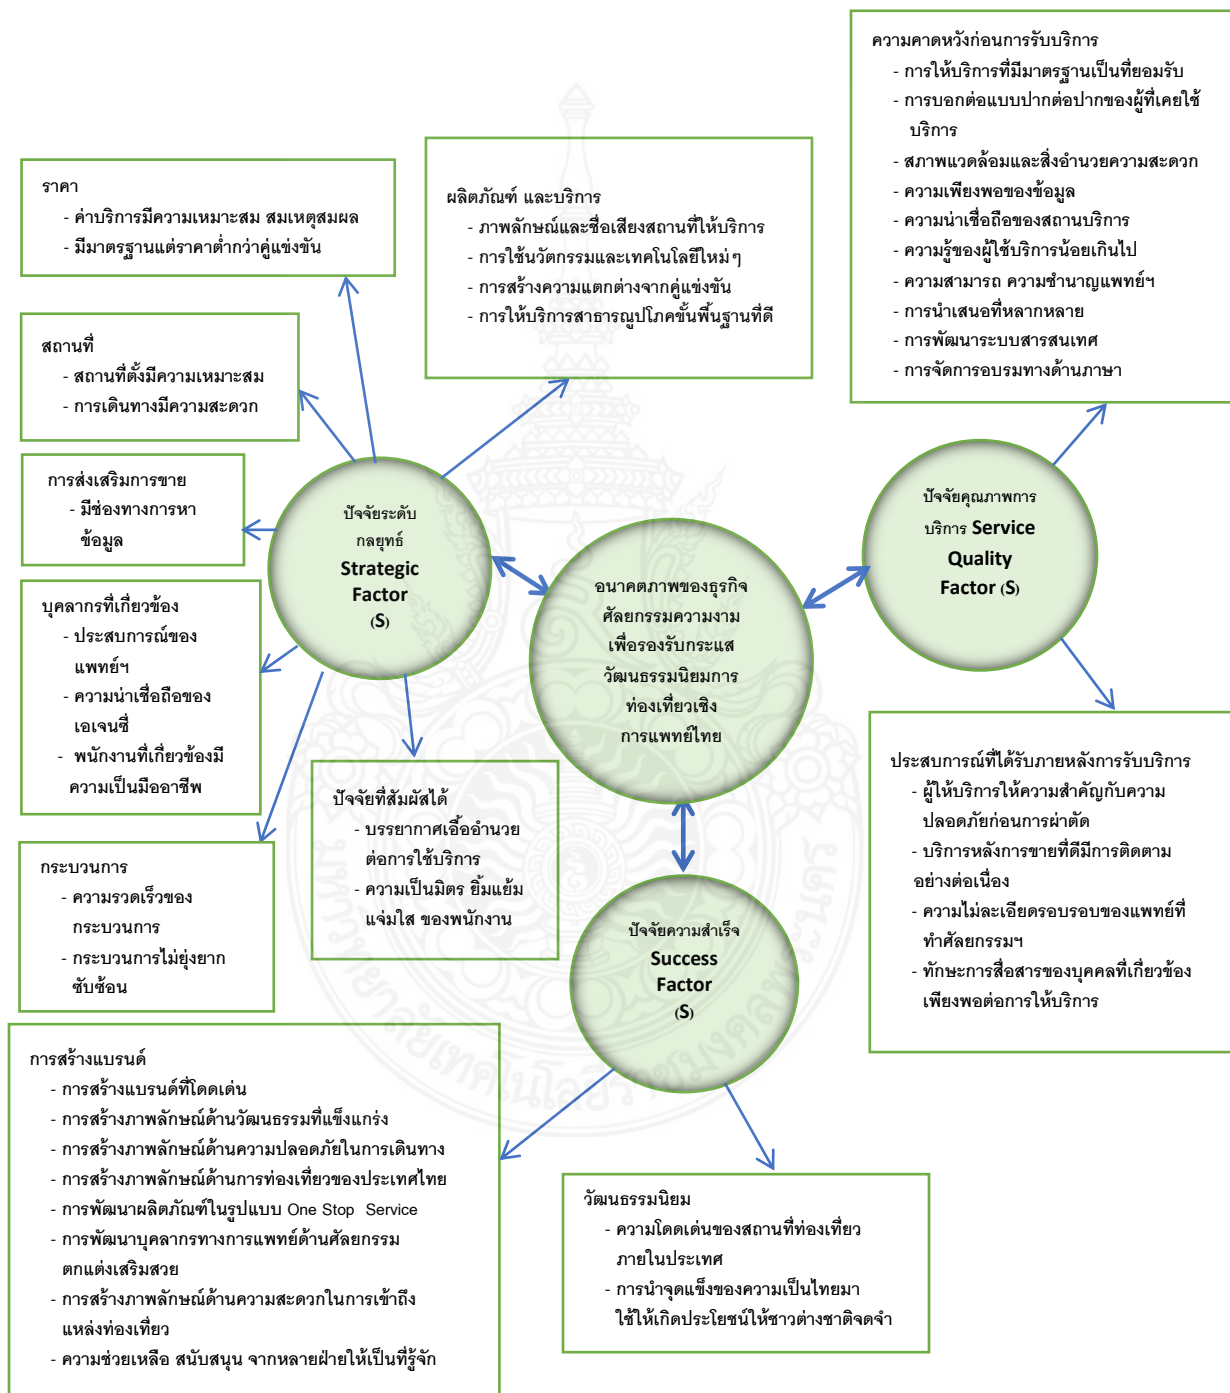 ความคาดหวังก่อนการรับบริการ
- การให้บริการที่มีมาตรฐานเป็นที่ยอมรับ
- การบอกต่อแบบปากต่อปากของผู้ที่เคยใช้
บริการ
- สภาพแวดล้อมและสิ่งอำนวยความสะดวก
- ความเพียงพอของข้อมูล
- ความน่าเชื่อถือของสถานบริการ
- ความรู้ของผู้ใช้บริการน้อยเกินไป
- ความสามารถ ความชำนาญแพทย์ฯ
- การนำเสนอที่หลากหลาย
- การพัฒนาระบบสารสนเทศ
- การจัดการอบรมทางด้านภาษา
ราคา
- ค่าบริการมีความเหมาะสม สมเหตุสมผล
- มีมาตรฐานแต่ราคาต่ำกว่าคู่แข่งขัน
ผลิตภัณฑ์ และบริการ
- ภาพลักษณ์และชื่อเสียงสถานที่ให้บริการ
- การใช้นวัตกรรมและเทคโนโลยีใหม่ๆ
- การสร้างความแตกต่างจากคู่แข่งขัน
- การให้บริการสาธารณูปโภคขั้นพื้นฐานที่ดี
สถานที่
- สถานที่ตั้งมีความเหมาะสม
- การเดินทางมีความสะดวก
การส่งเสริมการขาย
- มีช่องทางการหา
ข้อมูล
ปัจจัยระดับ
กลยุทธ์
Strategic
Factor
(S)
ปัจจัยคุณภาพการ
บริการ Service
Quality
Factor (S)
อนาคตภาพของธุรกิจ
ศัลยกรรมความงาม
เพื่อรองรับกระแส
วัฒนธรรมนิยมการ
ท่องเที่ยวเชิง
การแพทย์ไทย
บุคลากรที่เกี่ยวข้อง
- ประสบการณ์ของ
แพทย์ฯ
- ความน่าเชื่อถือของ
เอเจนซี่
- พนักงานที่เกี่ยวข้องมี
ความเป็นมืออาชีพ
ปัจจัยที่สัมผัสได้
- บรรยากาศเอื้ออำนวย
ต่อการใช้บริการ
- ความเป็นมิตร ยิ้มแย้ม
แจ่มใส ของพนักงาน
ประสบการณ์ที่ได้รับภายหลังการรับบริการ
- ผู้ให้บริการให้ความสำคัญกับความ
ปลอดภัยก่อนการผ่าตัด
- บริการหลังการขายที่ดีมีการติดตาม
อย่างต่อเนื่อง
- ความไม่ละเอียดรอบรอบของแพทย์ที่
ทำศัลยกรรมฯ
- ทักษะการสื่อสารของบุคคลที่เกี่ยวข้อง
เพียงพอต่อการให้บริการ
กระบวนการ
- ความรวดเร็วของ
กระบวนการ
- กระบวนการไม่ยุ่งยาก
ซับซ้อน
ปัจจัยความสำเร็จ
Success
Factor
(S)
การสร้างแบรนด์
- การสร้างแบรนด์ที่โดดเด่น
- การสร้างภาพลักษณ์ด้านวัฒนธรรมที่แข็งแกร่ง
- การสร้างภาพลักษณ์ด้านความปลอดภัยในการเดินทาง
- การสร้างภาพลักษณ์ด้านการท่องเที่ยวของประเทศไทย
- การพัฒนาผลิตภัณฑ์ในรูปแบบ One Stop Service
- การพัฒนาบุคลากรทางการแพทย์ด้านศัลยกรรม
ตกแต่งเสริมสวย
- การสร้างภาพลักษณ์ด้านความสะดวกในการเข้าถึง
แหล่งท่องเที่ยว
- ความช่วยเหลือ สนับสนุน จากหลายฝ่ายให้เป็นที่รู้จัก
วัฒนธรรมนิยม
- ความโดดเด่นของสถานที่ท่องเที่ยว
ภายในประเทศ
- การนำจุดแข็งของความเป็นไทยมา
ใช้ให้เกิดประโยชน์ให้ชาวต่างชาติจดจำ
มหาวิทยาลัยเทคโนโลยีราชมงคลพระนคร